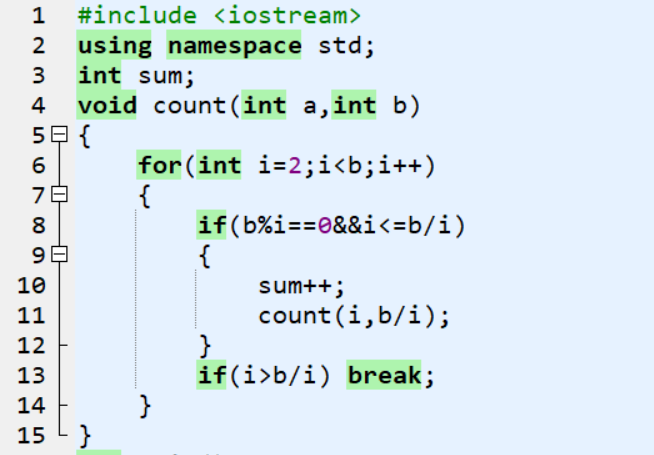 1 #include <iostream>
2 using namespace std;
3 int sum;
4 void count(int a,int b)
5 {
6 for(int i=2;i<b;i++)
7 {
8 if(b%i==0&&i<=b/i)
9 {
10 sum++;
11 count(i,b/i);
12 }
13 if(i>b/i) break;
14 }
15 }